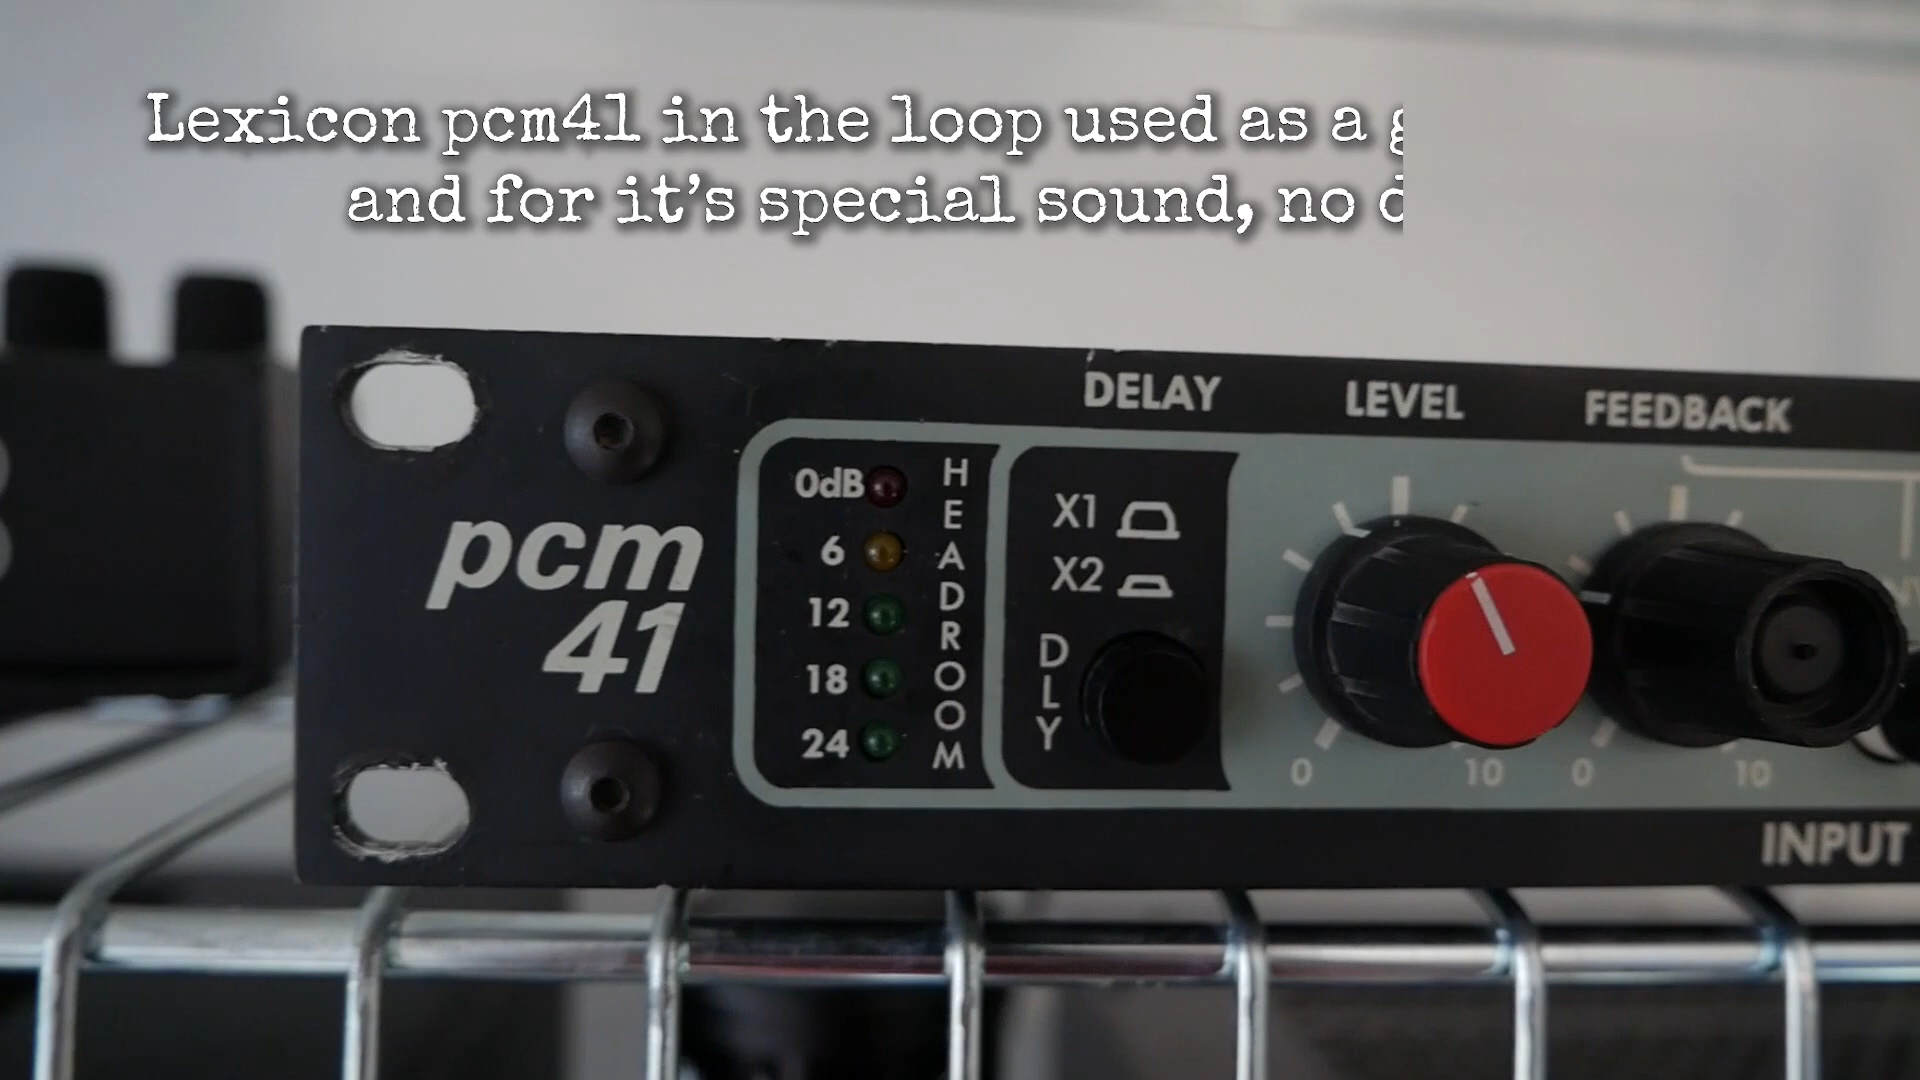 Lexicon pcm41 in the loop used as a
and for it's special sound, no
DELAY LEVEL FEEDBACK
0dB
6
12
18
24
HEADROOM
X1
X2
DLY
pcm
41
0 10 0 10
INPUT